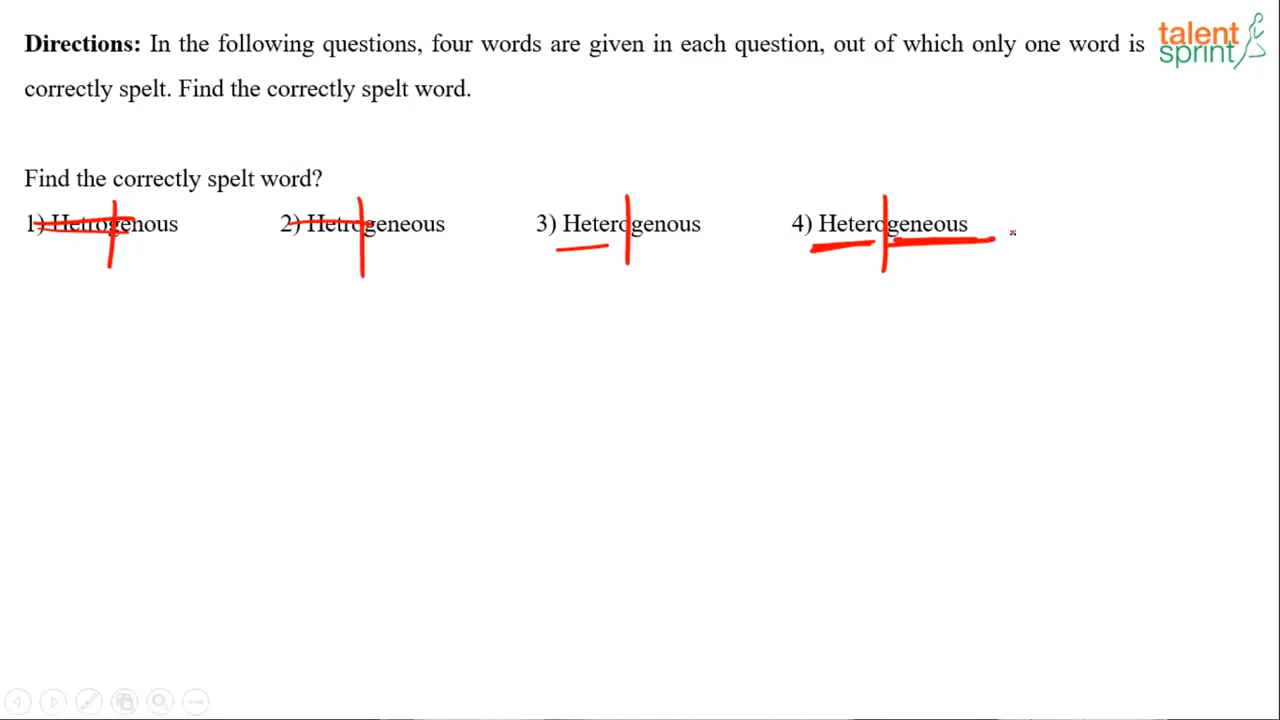 Directions: In the following questions, four words are given in each question, out of which only one word is
correctly spelt. Find the correctly spelt word.
talent
sprint
Find the correctly spelt word?
1) Hetrogenous 2) Hetrogeneous 3) Heterogenous 4) Heterogeneous